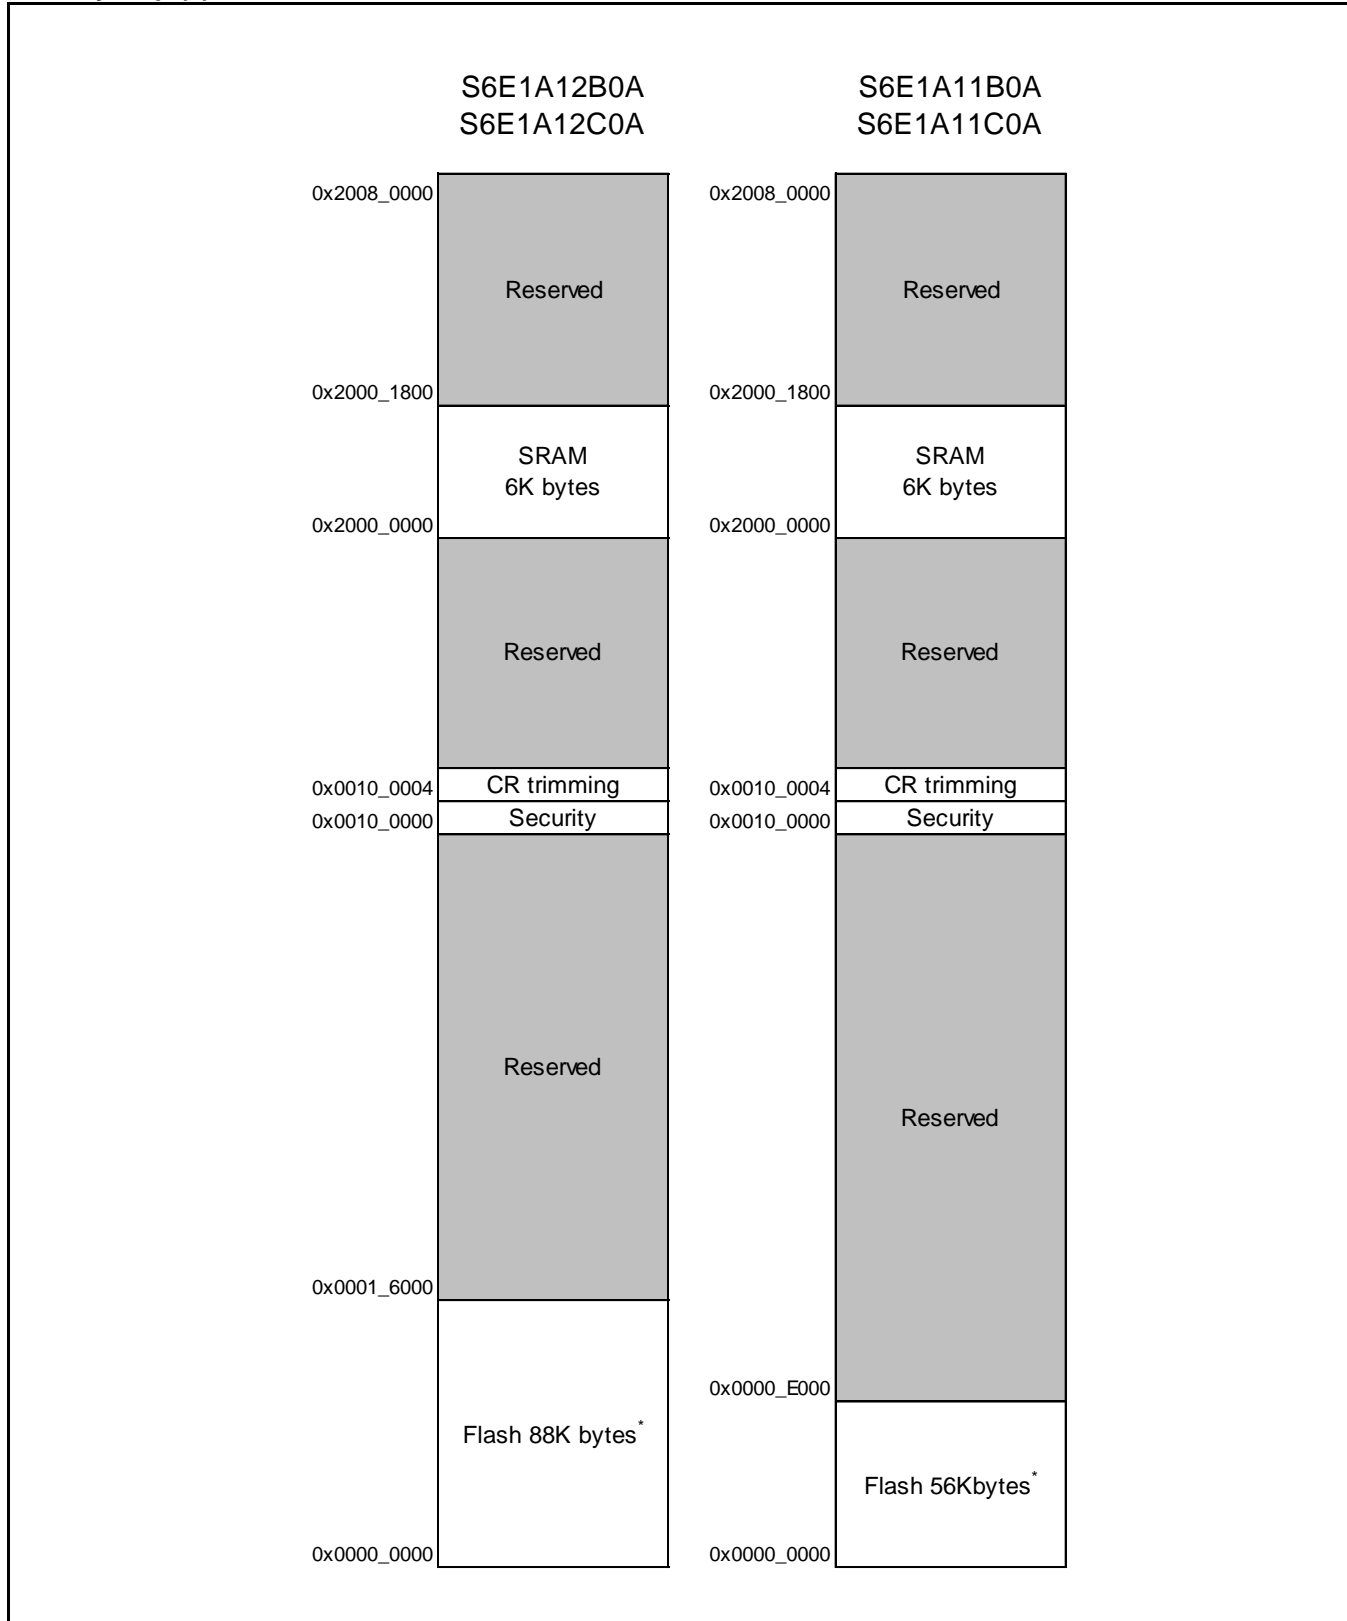 S6E1A12B0A
S6E1A12C0A
0x2008_0000
Reserved
0x2000_1800
SRAM
6K bytes
0x2000_0000
Reserved
0x0010_0004
CR trimming
0x0010_0000
Security
Reserved
0x0001_6000
Flash 88K bytes*
0x0000_0000
S6E1A11B0A
S6E1A11C0A
0x2008_0000
Reserved
0x2000_1800
SRAM
6K bytes
0x2000_0000
Reserved
0x0010_0004
CR trimming
0x0010_0000
Security
Reserved
0x0000_E000
Flash 56Kbytes*
0x0000_0000